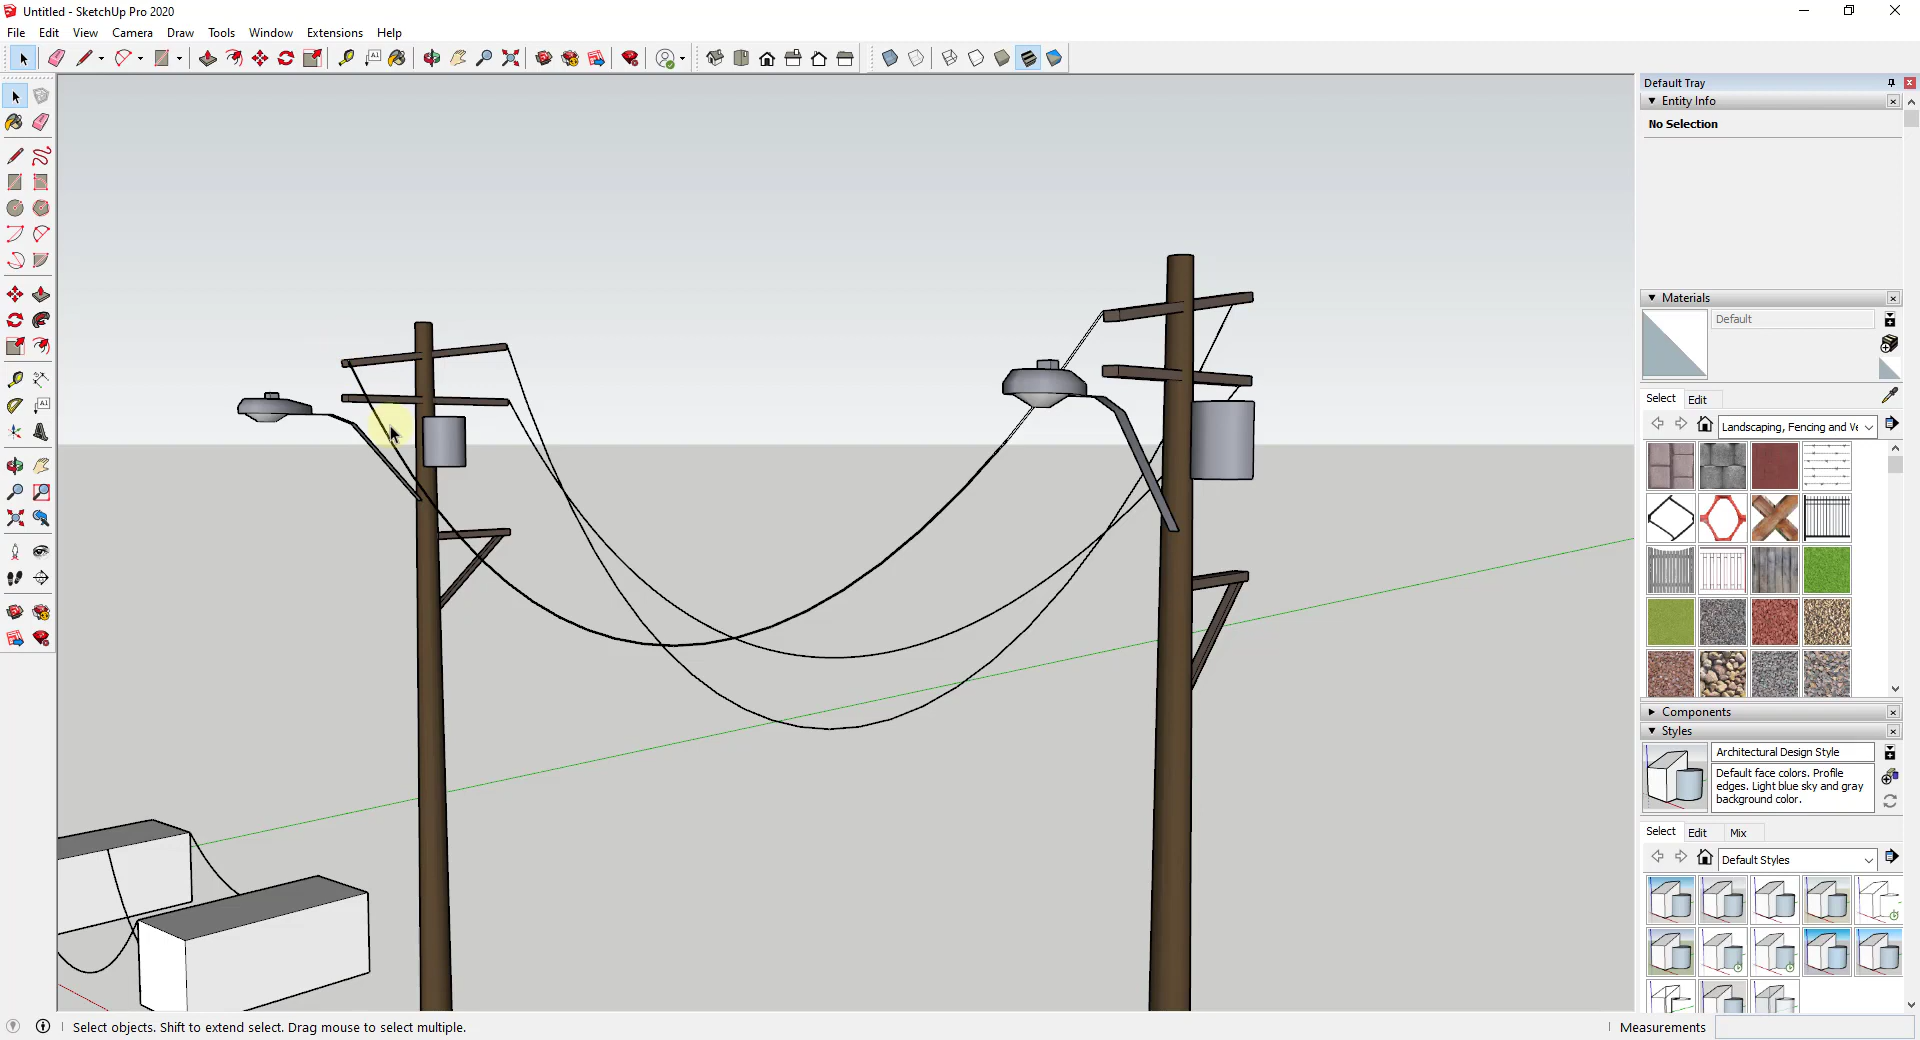 Untitled - SketchUp Pro 2020
File Edit View Camera Draw Tools Window Extensions Help
Default Tray
Entity Info
No Selection
Materials
Default
Select Edit
Landscaping, Fencing and Ve
Components
Styles
Architectural Design Style
Default face colors. Profile
edges. Light blue sky and gray
background color.
Select Edit Mix
Default Styles
Select objects. Shift to extend select. Drag mouse to select multiple.
Measurements